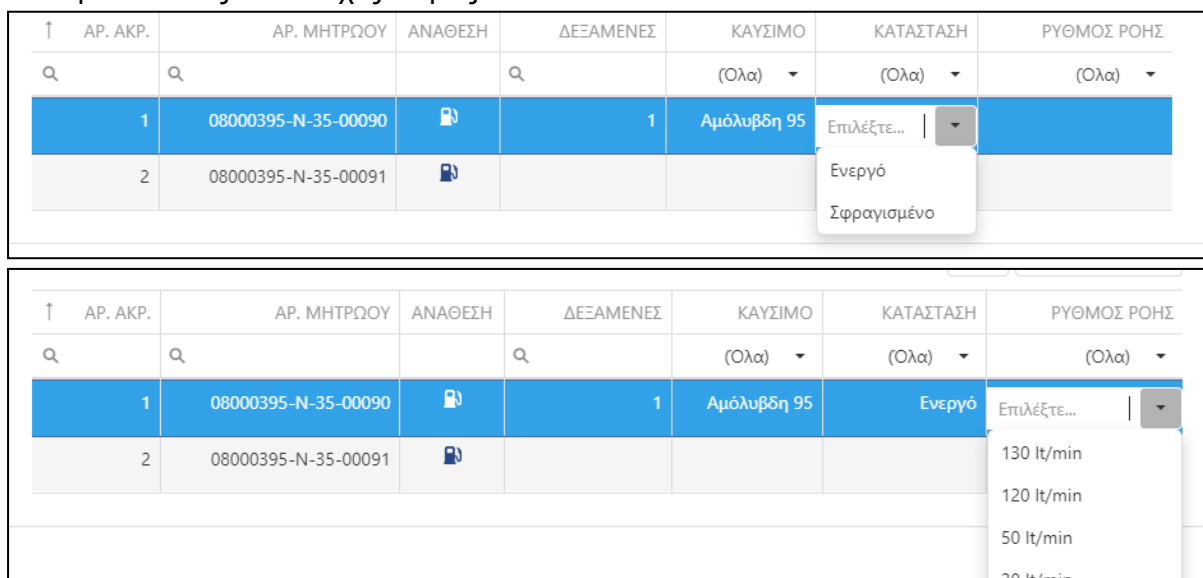 ↑ ΑΡ. ΑΚΡ. ΑΡ. ΜΗΤΡΩΟΥ ΑΝΑΘΕΣΗ ΔΕΞΑΜΕΝΕΣ ΚΑΥΣΙΜΟ ΚΑΤΑΣΤΑΣΗ ΡΥΘΜΟΣ ΡΟΗΣ
(Όλα) (Όλα) (Όλα)
1 08000395-N-35-00090 1 Αμόλυβδη 95 Επιλέξτε...
2 08000395-N-35-00091 Ενεργό
Σφραγισμένο
↑ ΑΡ. ΑΚΡ. ΑΡ. ΜΗΤΡΩΟΥ ΑΝΑΘΕΣΗ ΔΕΞΑΜΕΝΕΣ ΚΑΥΣΙΜΟ ΚΑΤΑΣΤΑΣΗ ΡΥΘΜΟΣ ΡΟΗΣ
(Όλα) (Όλα) (Όλα)
1 08000395-N-35-00090 1 Αμόλυβδη 95 Ενεργό Επιλέξτε...
2 08000395-N-35-00091 130 lt/min
120 lt/min
50 lt/min